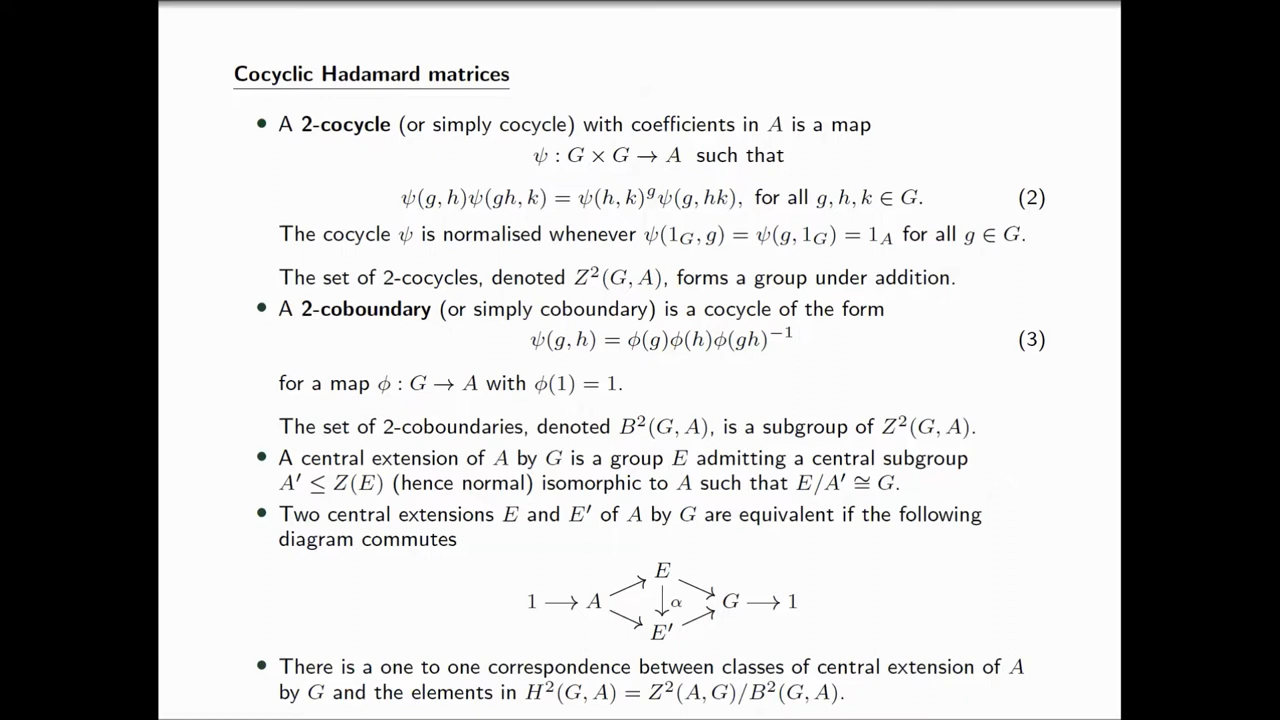 Cocyclic Hadamard matrices
• A 2-cocycle (or simply cocycle) with coefficients in A is a map
ψ : G × G → A such that
ψ(g, h)ψ(gh, k) = ψ(h, k)^g ψ(g, hk), for all g, h, k ∈ G. (2)
The cocycle ψ is normalised whenever ψ(1_G, g) = ψ(g, 1_G) = 1_A for all g ∈ G.
The set of 2-cocycles, denoted Z²(G, A), forms a group under addition.
• A 2-coboundary (or simply coboundary) is a cocycle of the form
ψ(g, h) = ϕ(g)ϕ(h)ϕ(gh)⁻¹ (3)
for a map ϕ : G → A with ϕ(1) = 1.
The set of 2-coboundaries, denoted B²(G, A), is a subgroup of Z²(G, A).
• A central extension of A by G is a group E admitting a central subgroup
A′ ≤ Z(E) (hence normal) isomorphic to A such that E/A′ ≅ G.
• Two central extensions E and E′ of A by G are equivalent if the following
diagram commutes
E
1 ⟶ A ↓ α G ⟶ 1
E′
• There is a one to one correspondence between classes of central extension of A
by G and the elements in H²(G, A) = Z²(A, G)/B²(G, A).